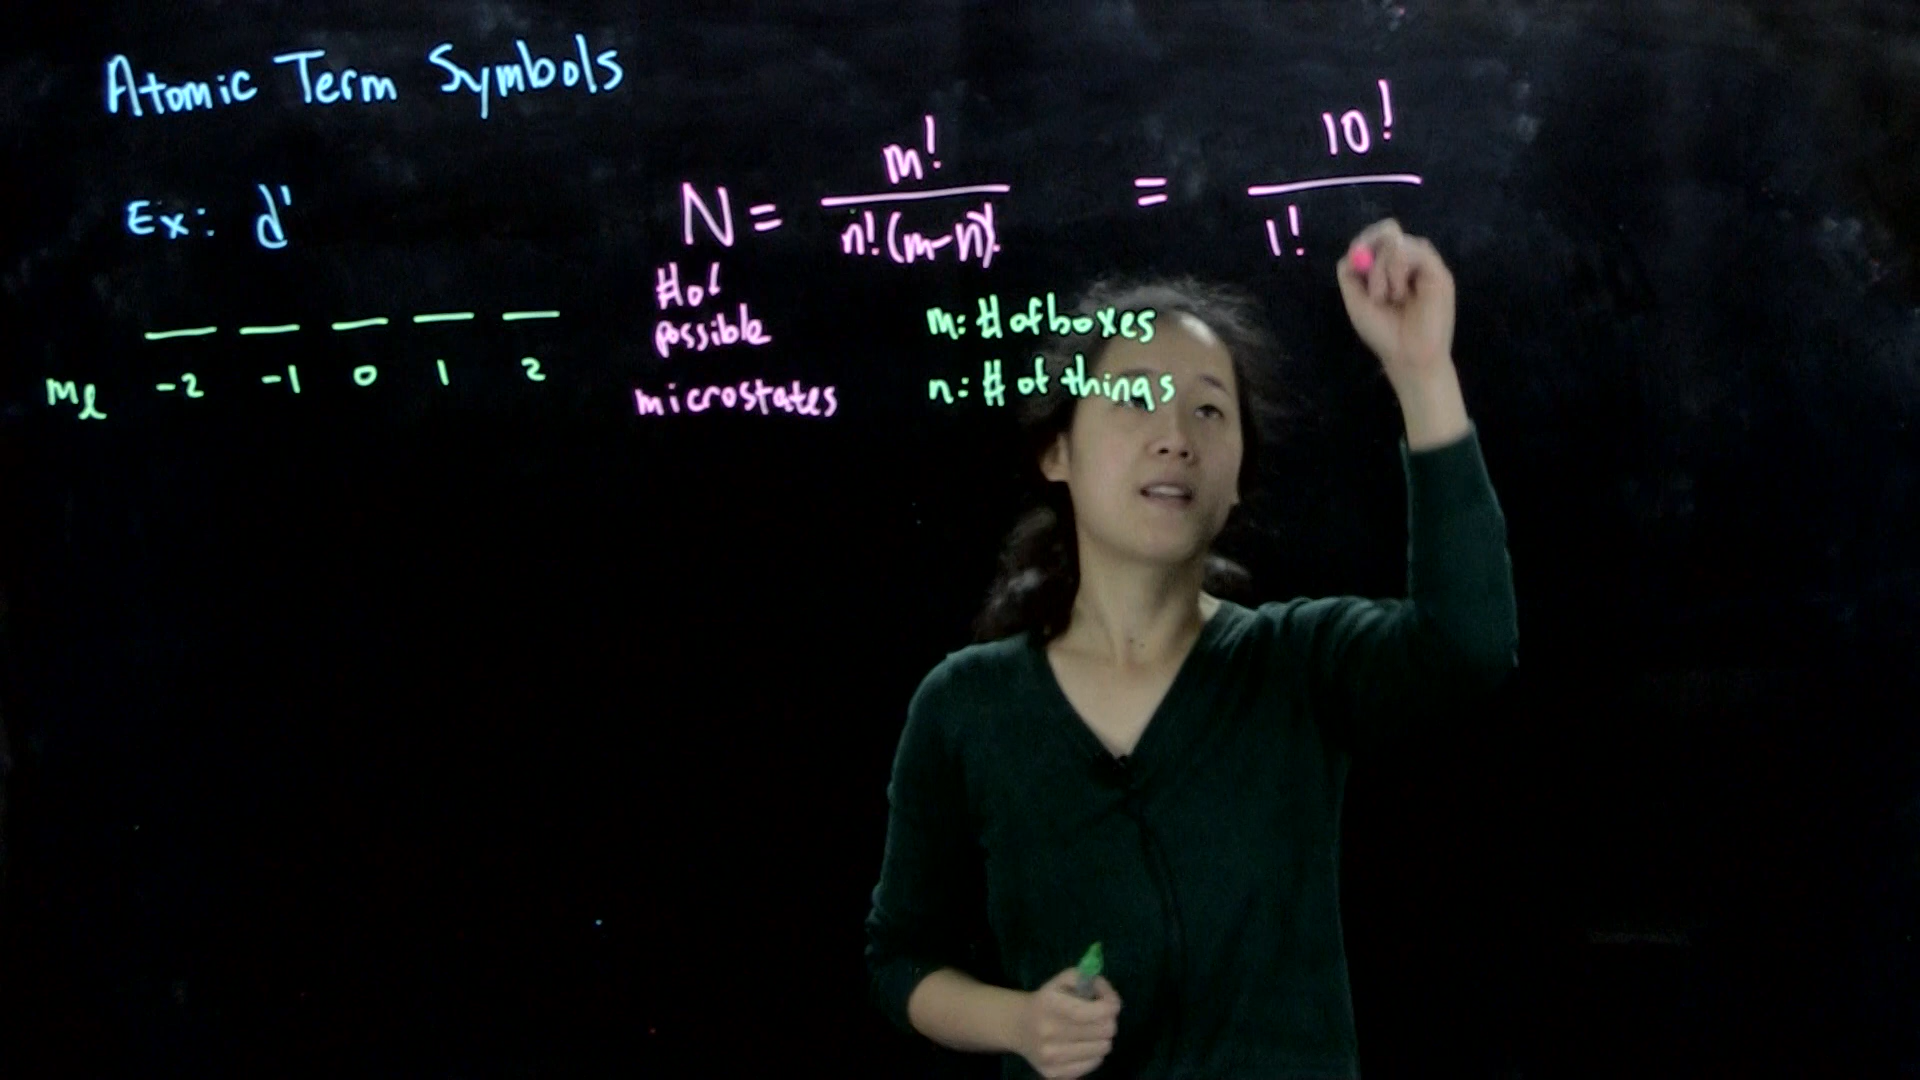 Atomic Term Symbols
Ex: d¹
N = m! / n!(m-n)! = 10! / 1!
# of
possible
microstates
m: # of boxes
n: # of things
mℓ -2 -1 0 1 2